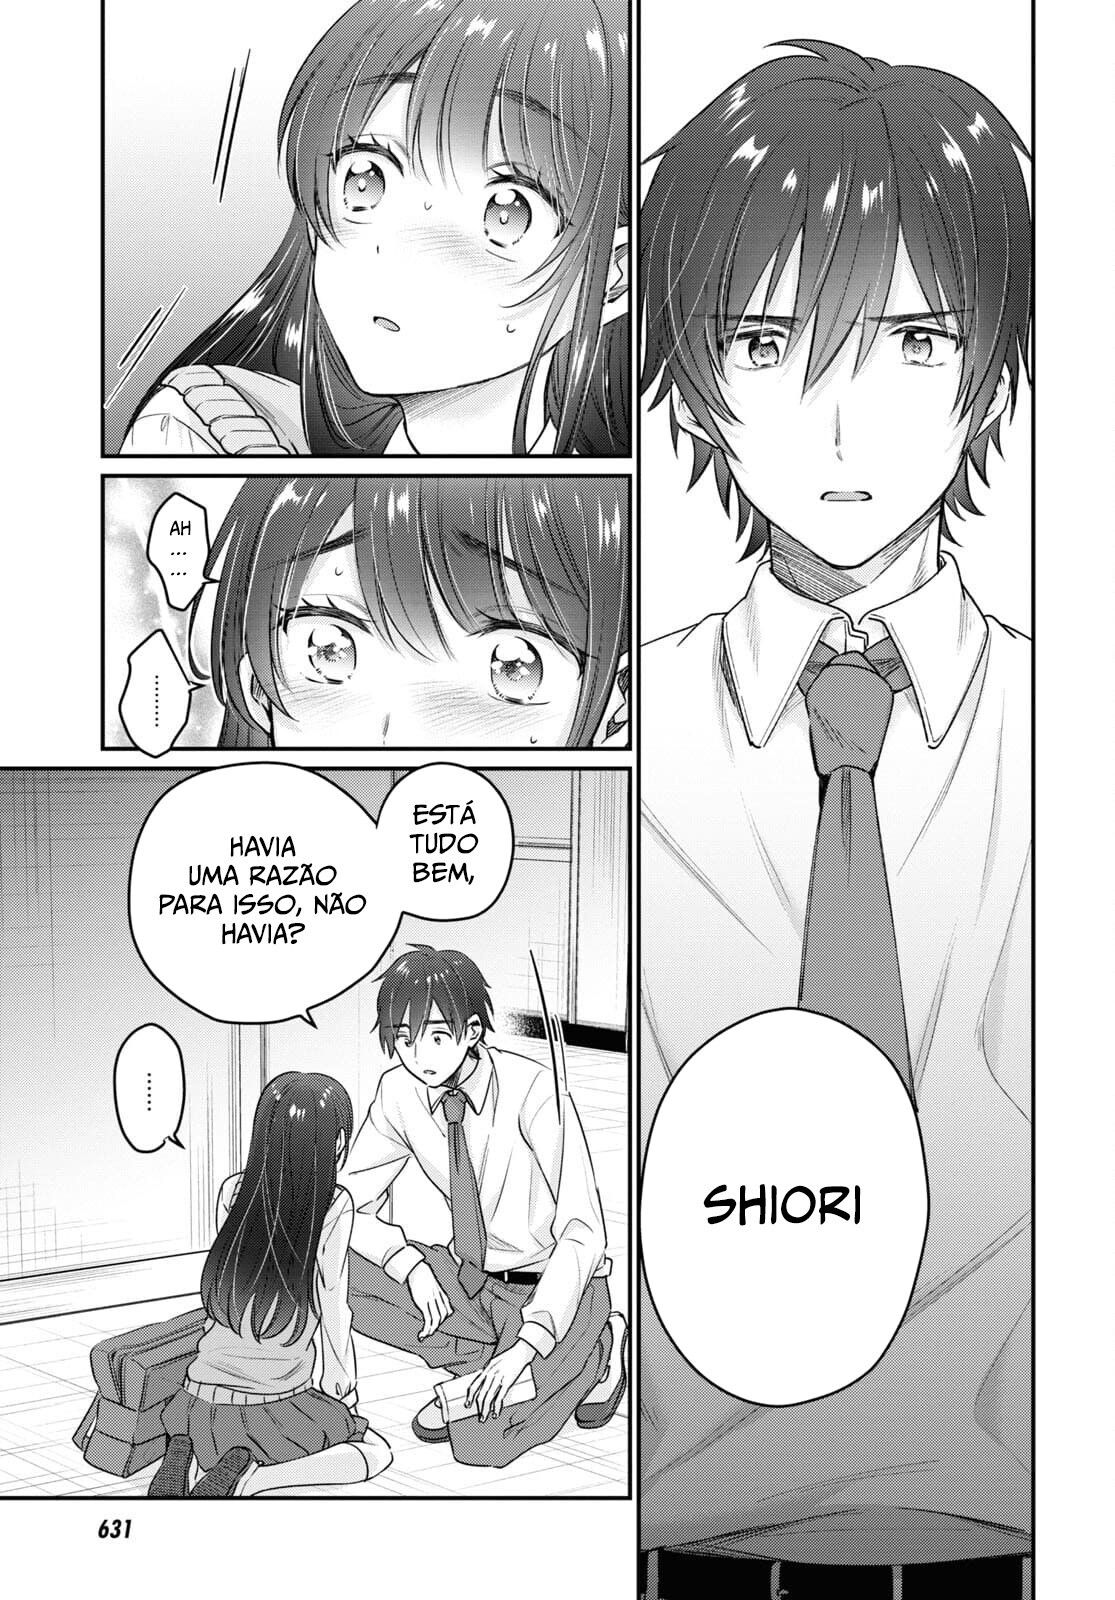 SHIORI
AH
...
...
.......
ESTÁ
TUDO
BEM,
HAVIA
UMA RAZÃO
PARA ISSO, NÃO
HAVIA?
.......
631